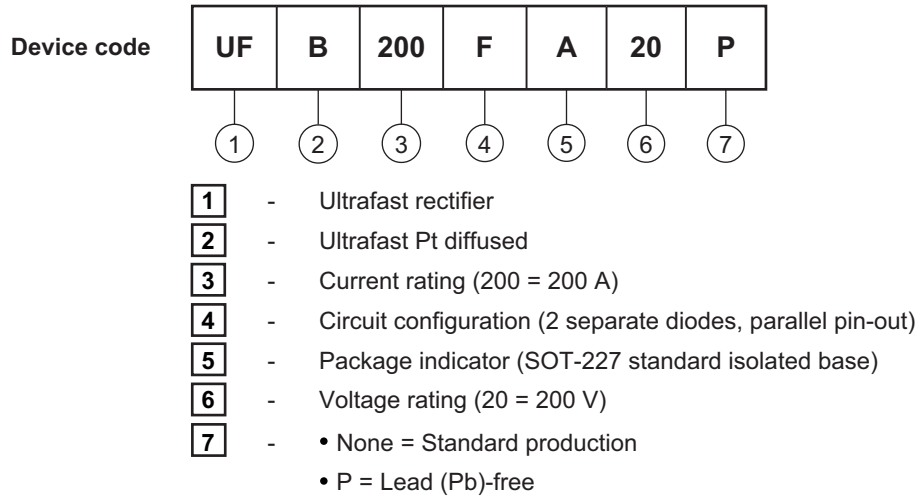 Device code UF B 200 F A 20 P
1 2 3 4 5 6 7
1 - Ultrafast rectifier
2 - Ultrafast Pt diffused
3 - Current rating (200 = 200 A)
4 - Circuit configuration (2 separate diodes, parallel pin-out)
5 - Package indicator (SOT-227 standard isolated base)
6 - Voltage rating (20 = 200 V)
7 - • None = Standard production
• P = Lead (Pb)-free